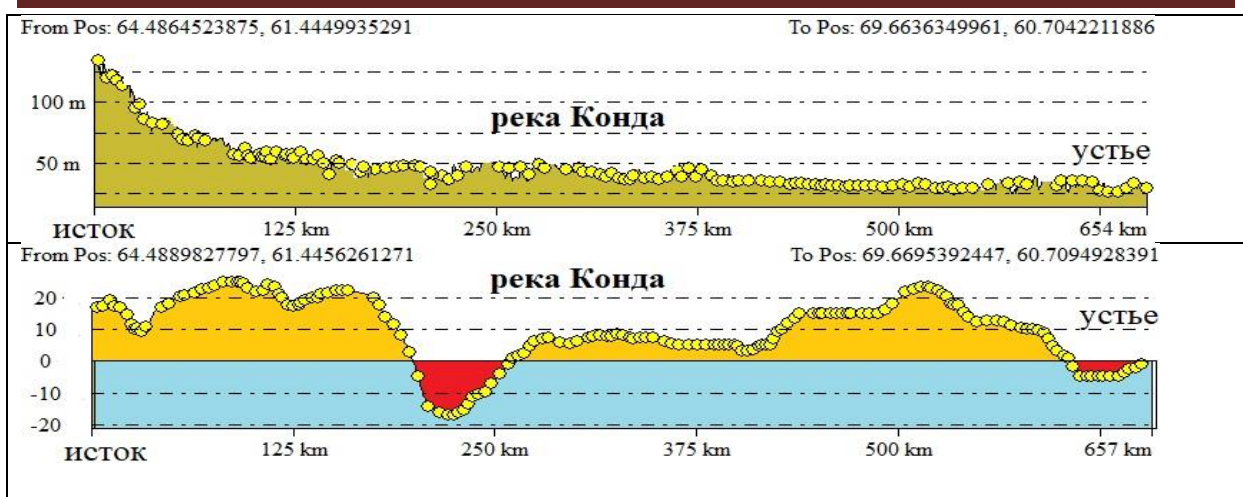 From Pos: 64.4864523875, 61.4449935291 To Pos: 69.6636349961, 60.7042211886
100 m
река Конда
50 m
устье
исток 125 km 250 km 375 km 500 km 654 km
From Pos: 64.4889827797, 61.4456261271 To Pos: 69.6695392447, 60.7094928391
река Конда
20
устье
10
0
-10
-20
исток 125 km 250 km 375 km 500 km 657 km